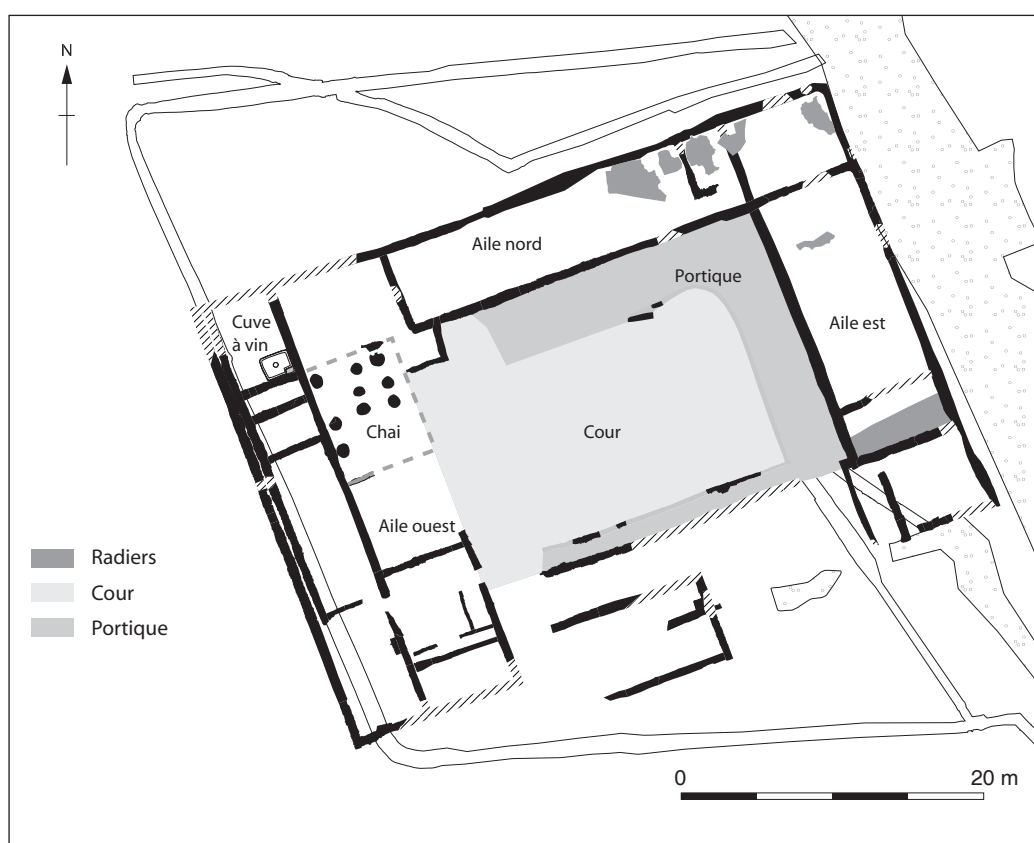 N
Aile nord
Portique
Cuve
à vin
Aile est
Chai
Cour
Aile ouest
Radiers
Cour
Portique
0 20 m